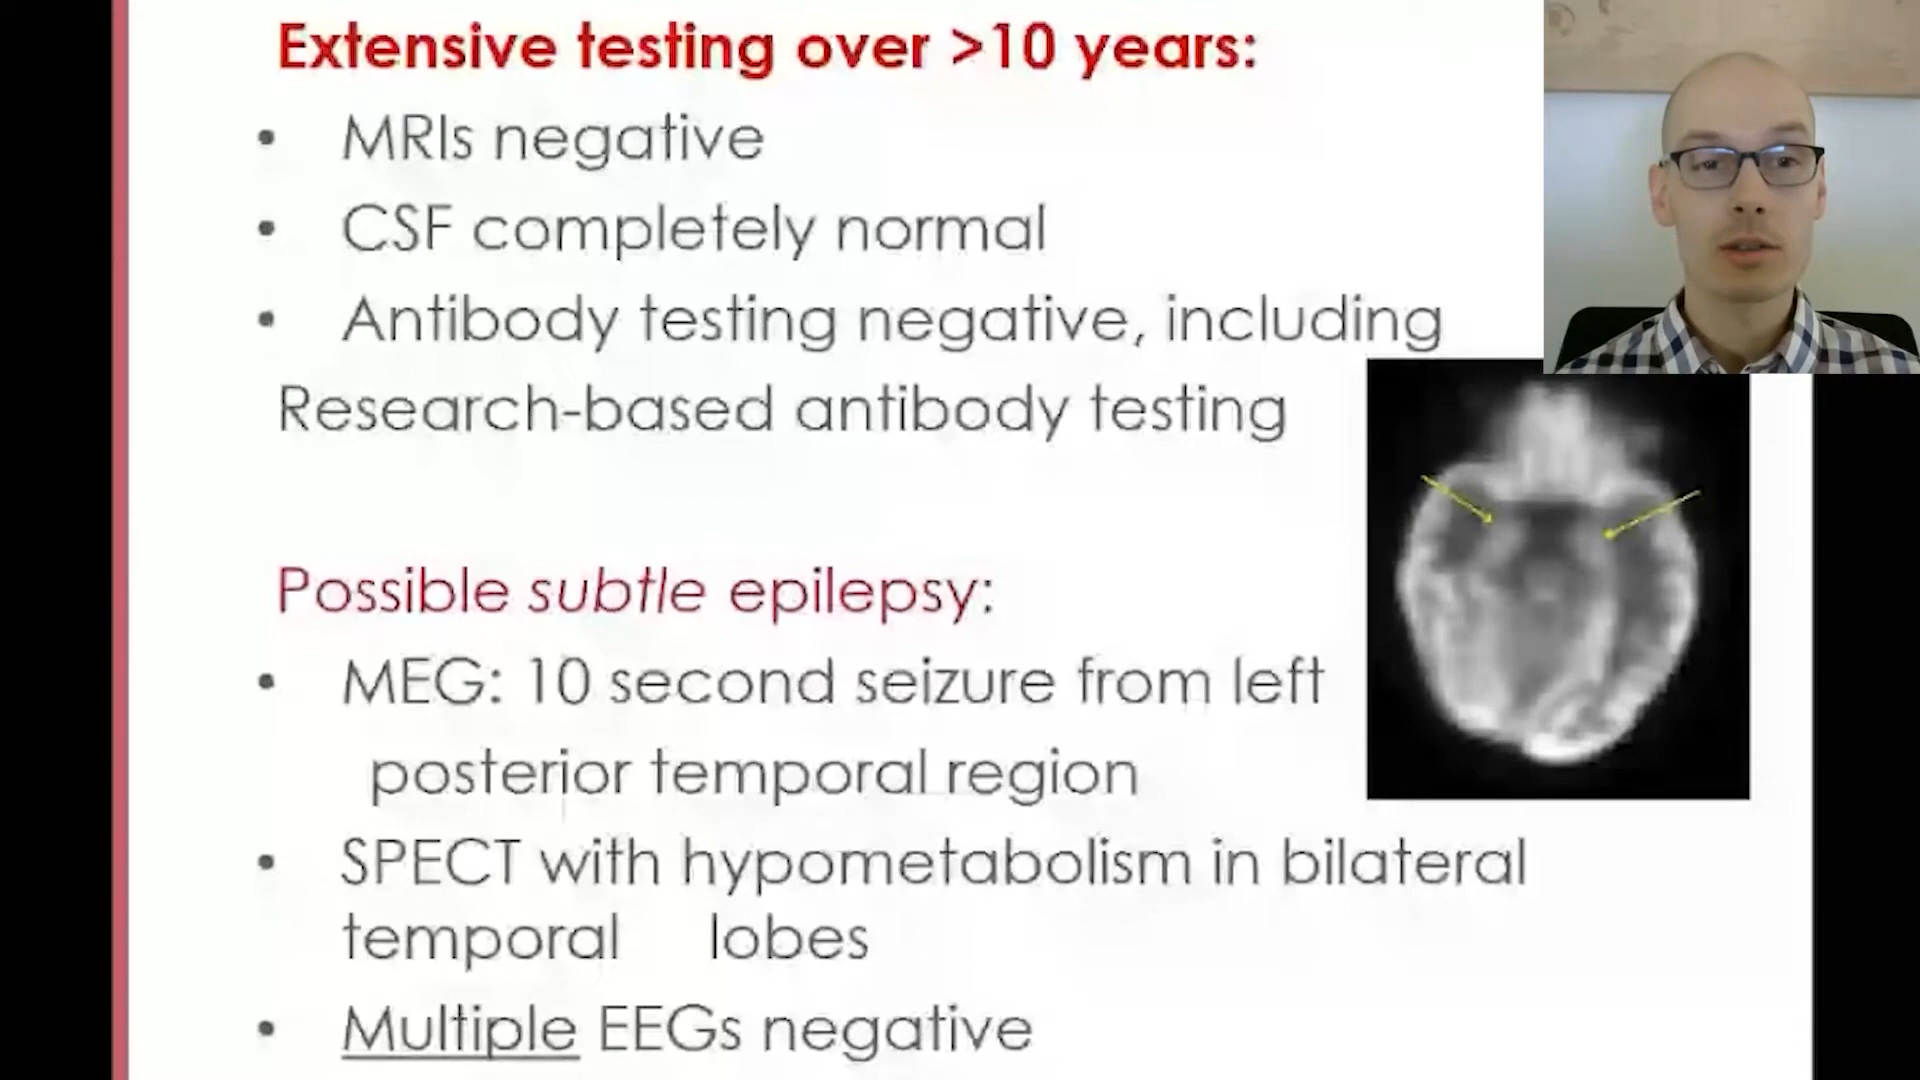 Extensive testing over >10 years:
• MRIs negative
• CSF completely normal
• Antibody testing negative, including
Research-based antibody testing
Possible subtle epilepsy:
• MEG: 10 second seizure from left
posterior temporal region
• SPECT with hypometabolism in bilateral
temporal lobes
• Multiple EEGs negative